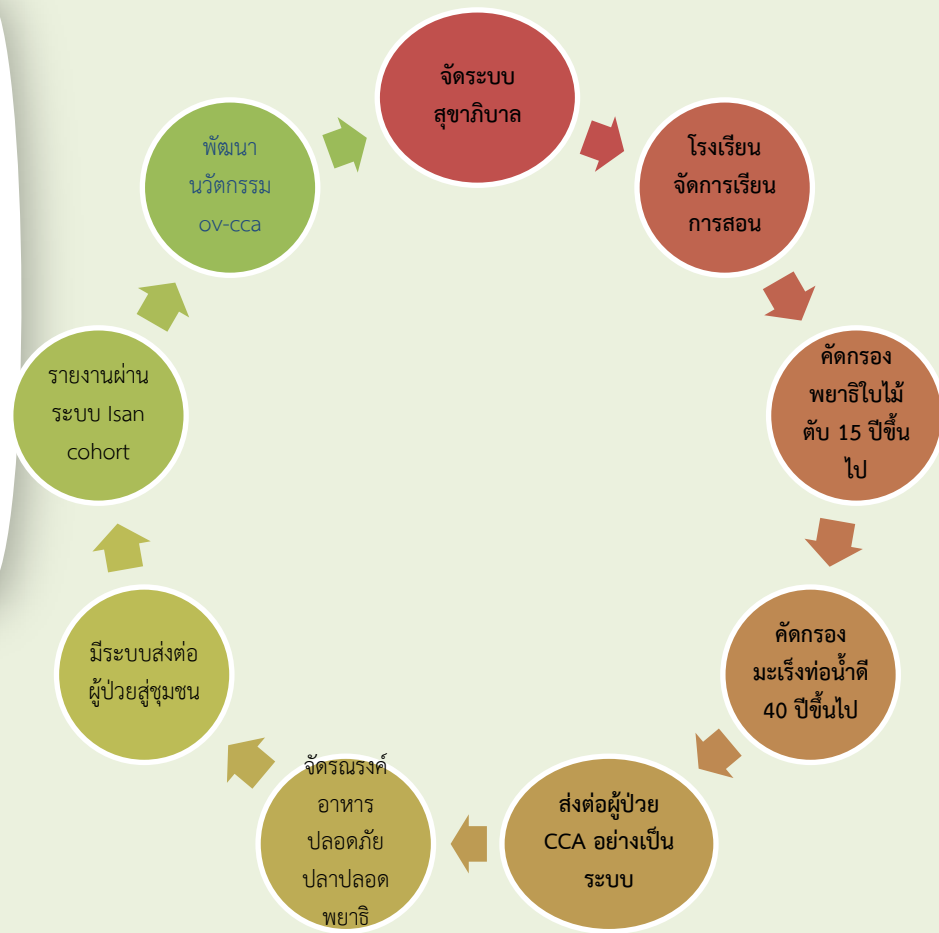 จัดระบบ
สุขาภิบาล
โรงเรียน
จัดการเรียน
การสอน
คัดกรอง
พยาธิใบไม้
ตับ 15 ปีขึ้น
ไป
คัดกรอง
มะเร็งท่อน้ำดี
40 ปีขึ้นไป
ส่งต่อผู้ป่วย
CCA อย่างเป็น
ระบบ
จัดรณรงค์
อาหาร
ปลอดภัย
ปลาปลอด
พยาธิ
มีระบบส่งต่อ
ผู้ป่วยสู่ชุมชน
รายงานผ่าน
ระบบ Isan
cohort
พัฒนา
นวัตกรรม
ov-cca